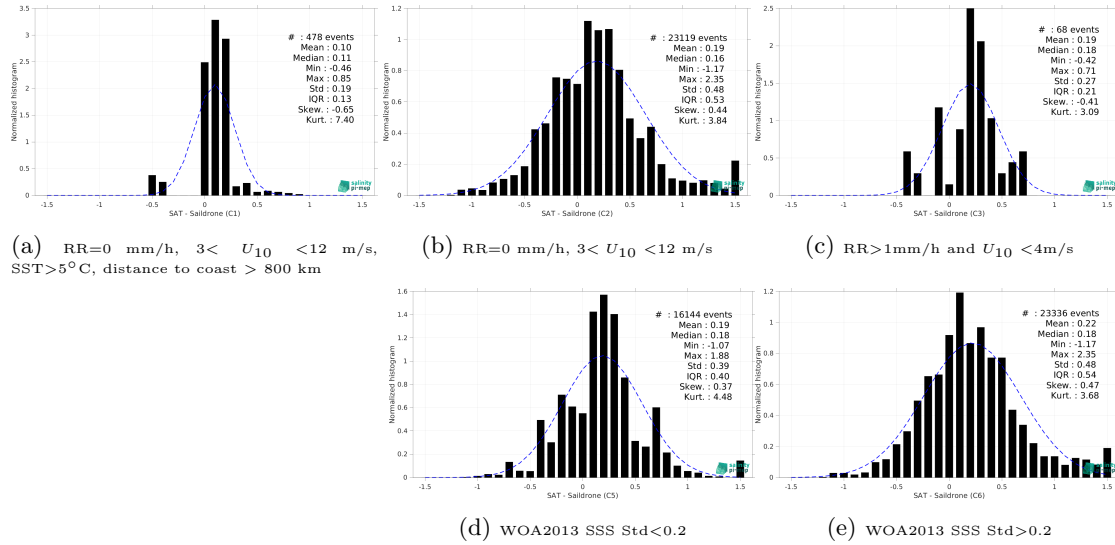 3.5
3
2.5
2
1.5
1
0.5
0
Normalized histogram
# : 478 events
Mean : 0.10
Median : 0.11
Min : -0.46
Max : 0.85
Std : 0.19
IQR : 0.13
Skew. : -0.65
Kurt. : 7.40
salinity
pi-mep
-1.5 -1 -0.5 0 0.5 1 1.5
SAT - Saildrone (C1)
(a) RR=0 mm/h, 3< U10 <12 m/s,
SST>5°C, distance to coast > 800 km
1.2
1
0.8
0.6
0.4
0.2
0
Normalized histogram
# : 23119 events
Mean : 0.19
Median : 0.16
Min : -1.17
Max : 2.35
Std : 0.48
IQR : 0.53
Skew. : 0.44
Kurt. : 3.84
salinity
pi-mep
-1.5 -1 -0.5 0 0.5 1 1.5
SAT - Saildrone (C2)
(b) RR=0 mm/h, 3< U10 <12 m/s
2.5
2
1.5
1
0.5
0
Normalized histogram
# : 68 events
Mean : 0.19
Median : 0.18
Min : -0.42
Max : 0.71
Std : 0.27
IQR : 0.21
Skew. : -0.41
Kurt. : 3.09
salinity
pi-mep
-1.5 -1 -0.5 0 0.5 1 1.5
SAT - Saildrone (C3)
(c) RR>1mm/h and U10 <4m/s
1.6
1.4
1.2
1
0.8
0.6
0.4
0.2
0
Normalized histogram
# : 16144 events
Mean : 0.19
Median : 0.18
Min : -1.07
Max : 1.88
Std : 0.39
IQR : 0.40
Skew. : 0.37
Kurt. : 4.48
salinity
pi-mep
-1.5 -1 -0.5 0 0.5 1 1.5
SAT - Saildrone (C5)
(d) WOA2013 SSS Std<0.2
1.2
1
0.8
0.6
0.4
0.2
0
Normalized histogram
# : 23336 events
Mean : 0.22
Median : 0.18
Min : -1.17
Max : 2.35
Std : 0.48
IQR : 0.54
Skew. : 0.47
Kurt. : 3.68
salinity
pi-mep
-1.5 -1 -0.5 0 0.5 1 1.5
SAT - Saildrone (C6)
(e) WOA2013 SSS Std>0.2